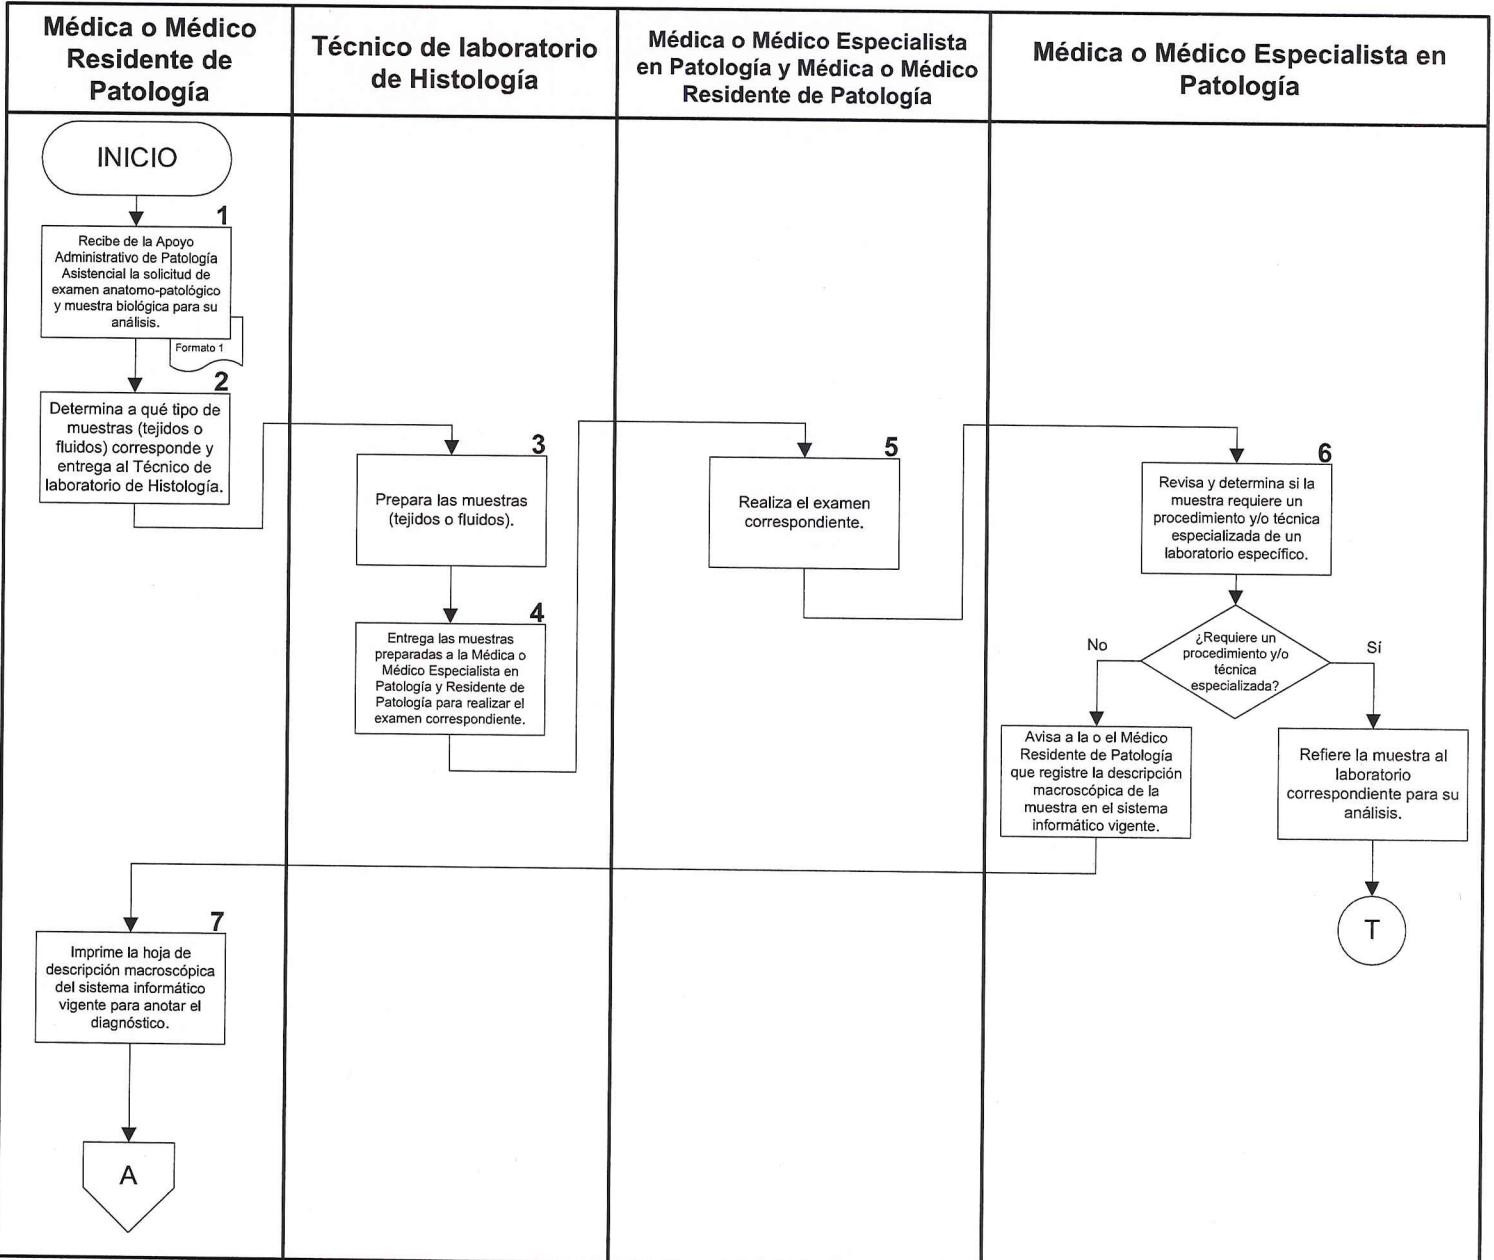 Médica o Médico
Residente de
Patología
Técnico de laboratorio
de Histología
Médica o Médico Especialista
en Patología y Médica o Médico
Residente de Patología
Médica o Médico Especialista en
Patología
INICIO
1
Recibe de la Apoyo
Administrativo de Patología
Asistencial la solicitud de
examen anatomo-patológico
y muestra biológica para su
análisis.
Formato 1
2
Determina a qué tipo de
muestras (tejidos o
fluidos) corresponde y
entrega al Técnico de
laboratorio de Histología.
3
Prepara las muestras
(tejidos o fluidos).
4
Entrega las muestras
preparadas a la Médica o
Médico Especialista en
Patología y Residente de
Patología para realizar el
examen correspondiente.
5
Realiza el examen
correspondiente.
6
Revisa y determina si la
muestra requiere un
procedimiento y/o técnica
especializada de un
laboratorio específico.
¿Requiere un
procedimiento y/o
técnica
especializada?
No
Sí
Avisa a la o el Médico
Residente de Patología
que registre la descripción
macroscópica de la
muestra en el sistema
informático vigente.
Refiere la muestra al
laboratorio
correspondiente para su
análisis.
T
7
Imprime la hoja de
descripción macroscópica
del sistema informático
vigente para anotar el
diagnóstico.
A